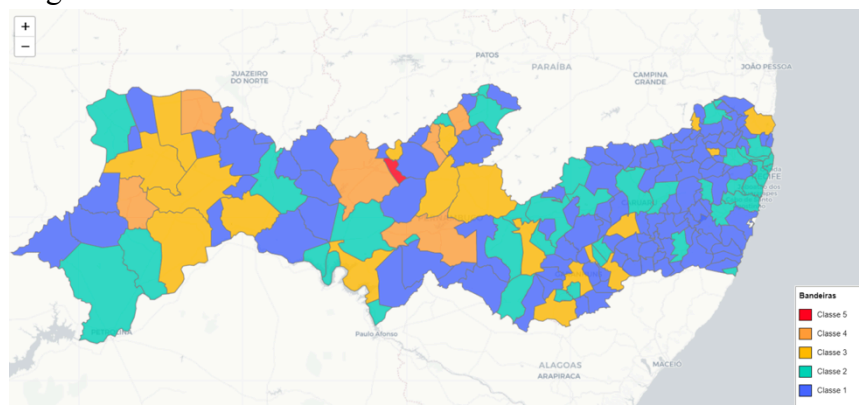 +
−
PATOS
PARAÍBA
JOÃO PESSOA
JUAZEIRO
DO NORTE
CAMPINA
GRANDE
Paulo Afonso
ALAGOAS
ARAPIRACA
MACEIÓ
Bandeiras
Classe 5
Classe 4
Classe 3
Classe 2
Classe 1